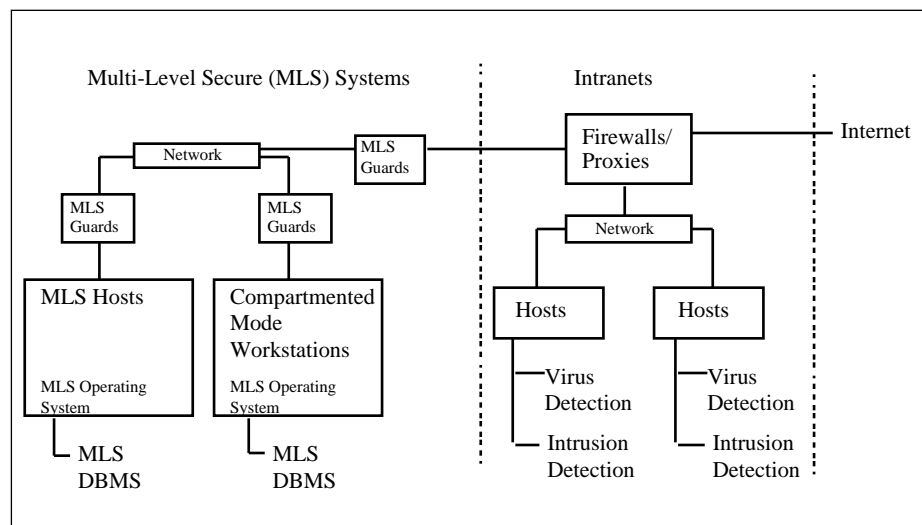 Multi-Level Secure (MLS) Systems
Intranets
Internet
Firewalls/
Proxies
MLS
Guards
Network
MLS
Guards
MLS
Guards
Network
MLS Hosts
MLS Operating
System
Compartmented
Mode
Workstations
MLS Operating
System
Hosts
Hosts
Virus
Detection
Virus
Detection
Intrusion
Detection
Intrusion
Detection
MLS
DBMS
MLS
DBMS